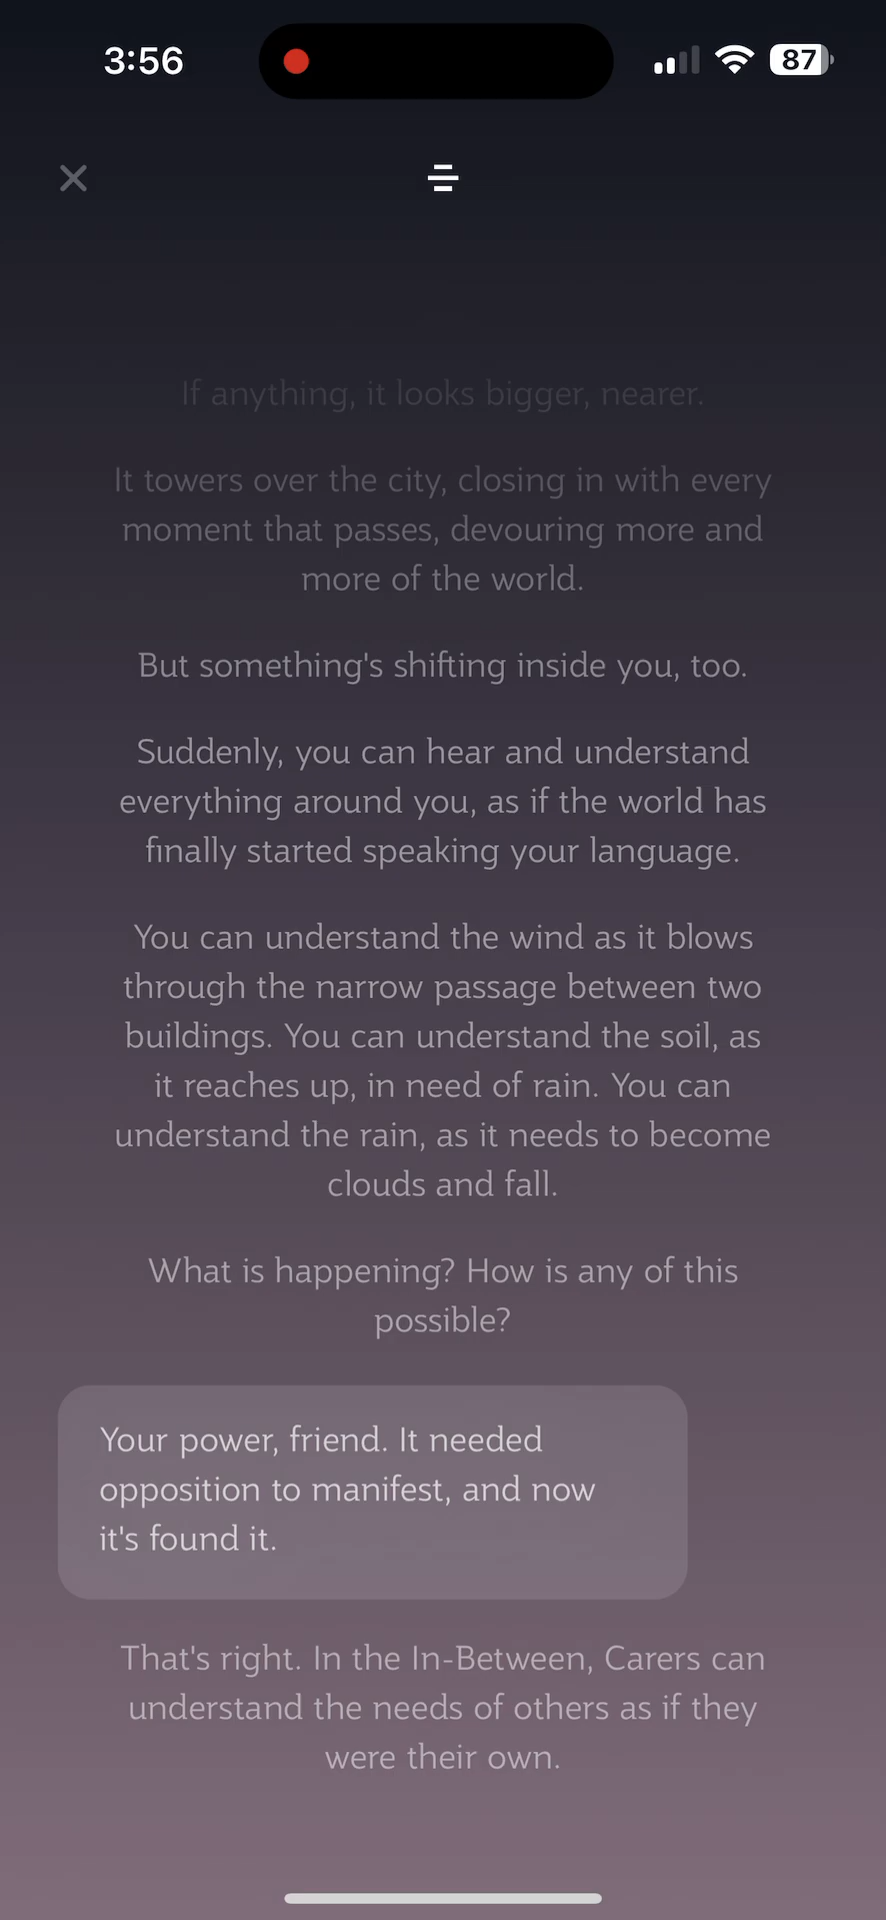 3:56
87
If anything, it looks bigger, nearer.
It towers over the city, closing in with every
moment that passes, devouring more and
more of the world.
But something's shifting inside you, too.
Suddenly, you can hear and understand
everything around you, as if the world has
finally started speaking your language.
You can understand the wind as it blows
through the narrow passage between two
buildings. You can understand the soil, as
it reaches up, in need of rain. You can
understand the rain, as it needs to become
clouds and fall.
What is happening? How is any of this
possible?
Your power, friend. It needed
opposition to manifest, and now
it's found it.
That's right. In the In-Between, Carers can
understand the needs of others as if they
were their own.